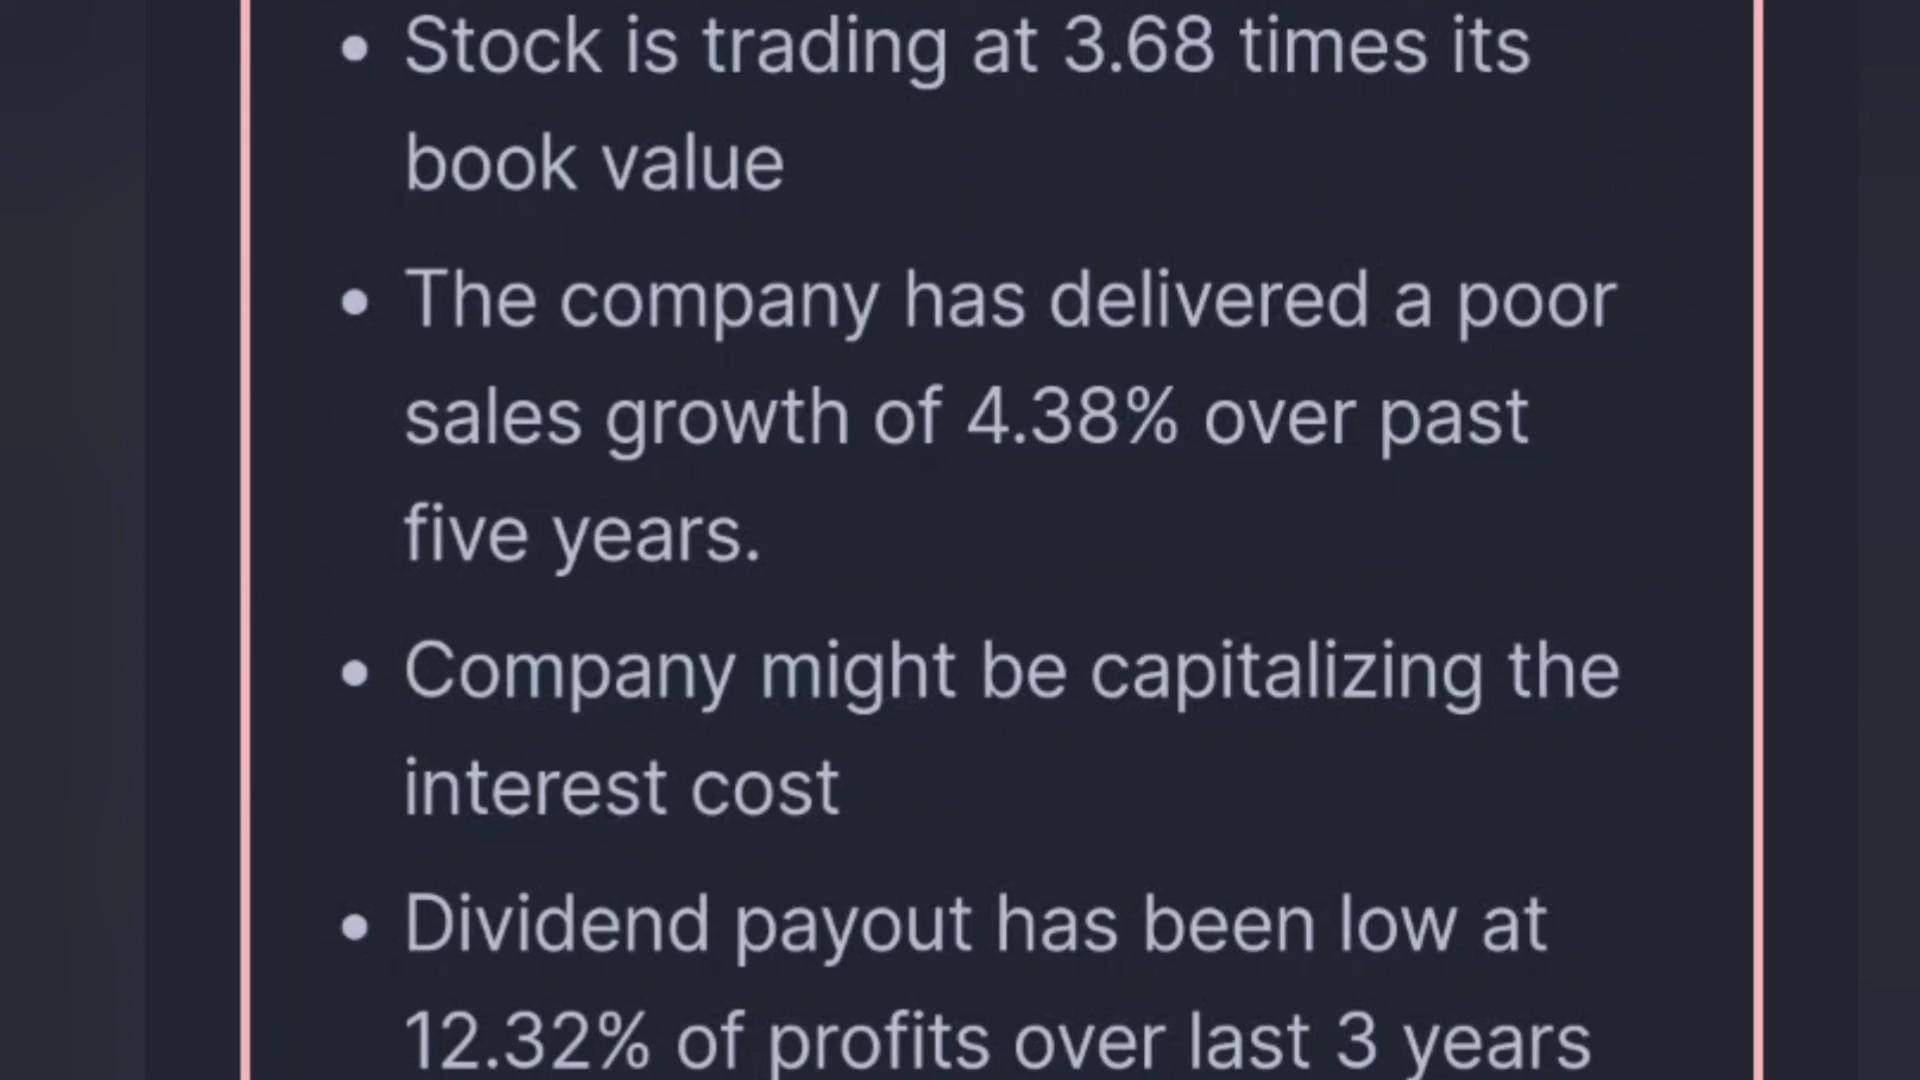 • Stock is trading at 3.68 times its
book value
• The company has delivered a poor
sales growth of 4.38% over past
five years.
• Company might be capitalizing the
interest cost
• Dividend payout has been low at
12.32% of profits over last 3 years